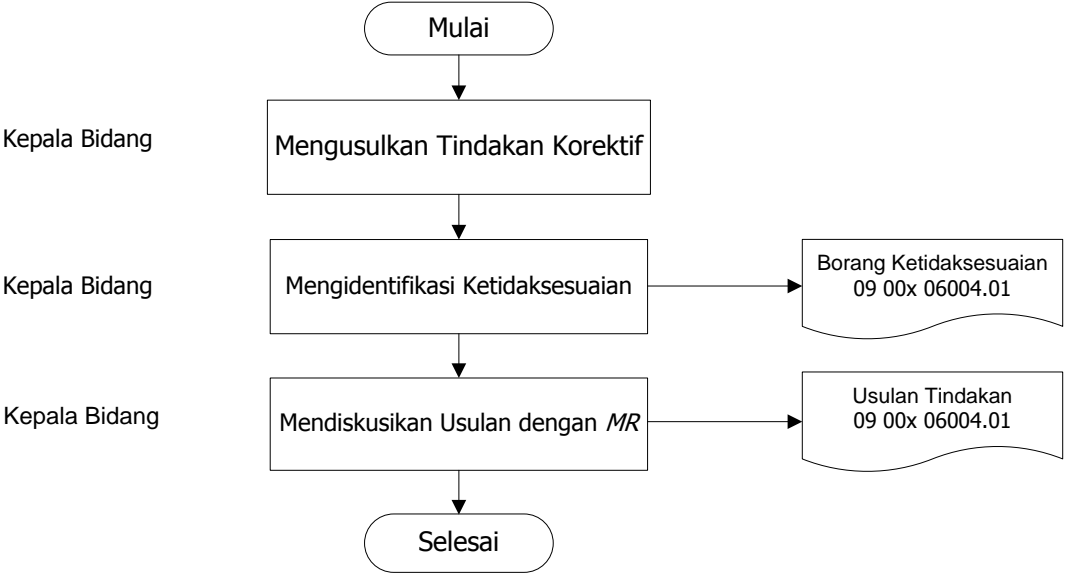 Mulai
Kepala Bidang
Mengusulkan Tindakan Korektif
Kepala Bidang
Mengidentifikasi Ketidaksesuaian
Borang Ketidaksesuaian
09 00x 06004.01
Kepala Bidang
Mendiskusikan Usulan dengan MR
Usulan Tindakan
09 00x 06004.01
Selesai